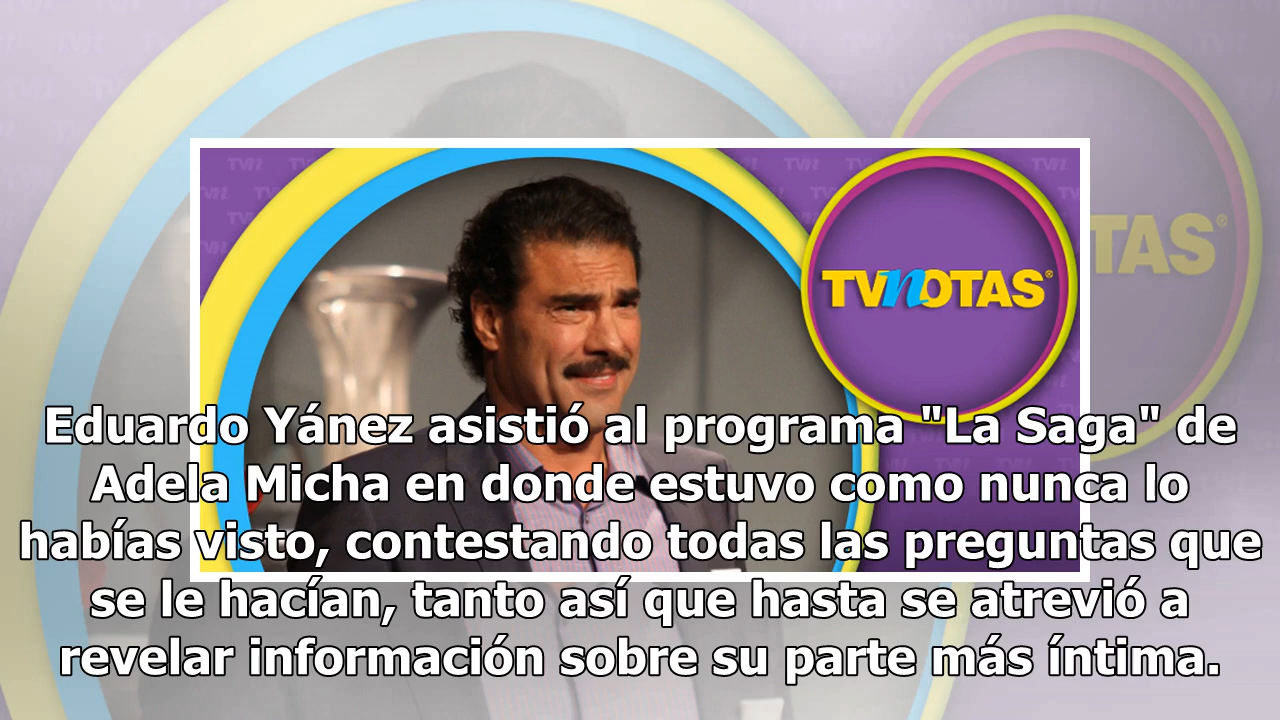 TVnOTAS®
TAS®
Eduardo Yánez asistió al programa "La Saga" de
Adela Micha en donde estuvo como nunca lo
habías visto, contestando todas las preguntas que
se le hacían, tanto así que hasta se atrevió a
revelar información sobre su parte más íntima.